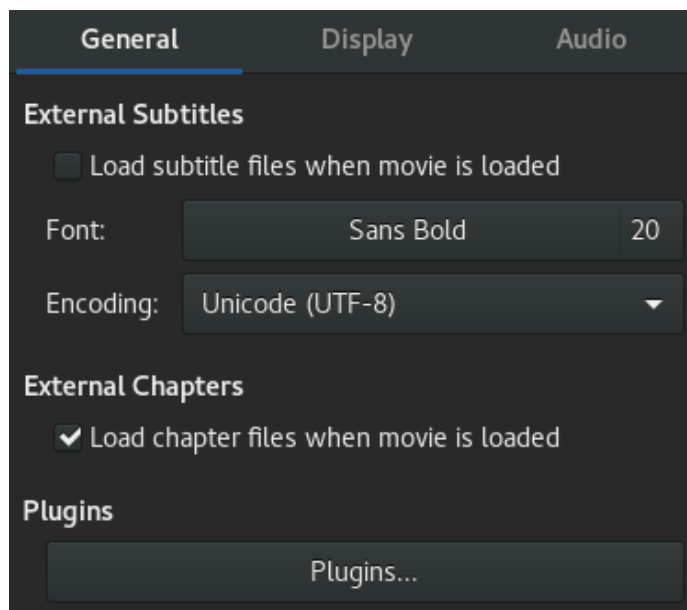 General Display Audio
External Subtitles
Load subtitle files when movie is loaded
Font: Sans Bold 20
Encoding: Unicode (UTF-8)
External Chapters
Load chapter files when movie is loaded
Plugins
Plugins...